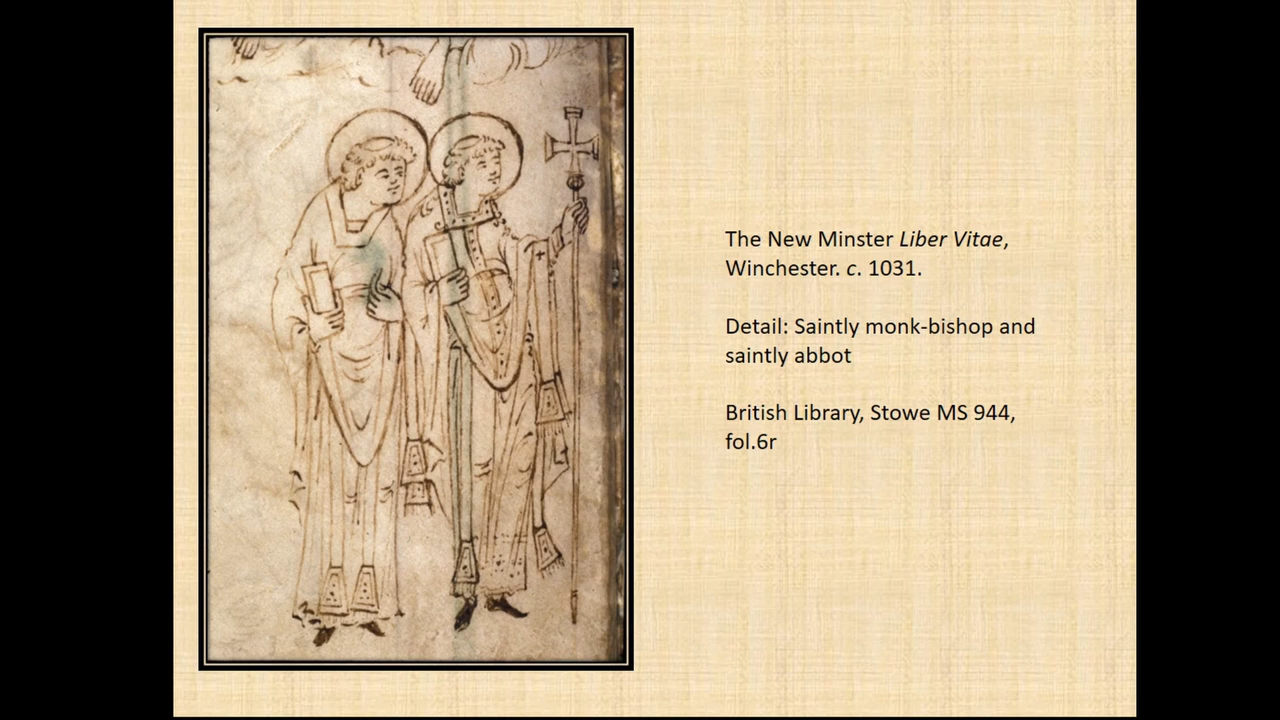 The New Minster Liber Vitae,
Winchester. c. 1031.
Detail: Saintly monk-bishop and
saintly abbot
British Library, Stowe MS 944,
fol.6r